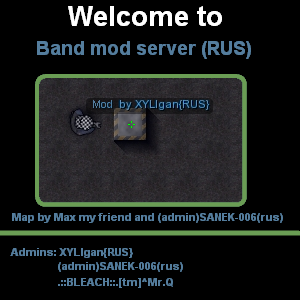 Welcome to
Band mod server (RUS)
Mod by XYLIgan{RUS}
Map by Max my friend and (admin)SANEK-006(rus)
Admins: XYLIgan{RUS}
(admin)SANEK-006(rus)
.::BLEACH::.[tm]^Mr.Q